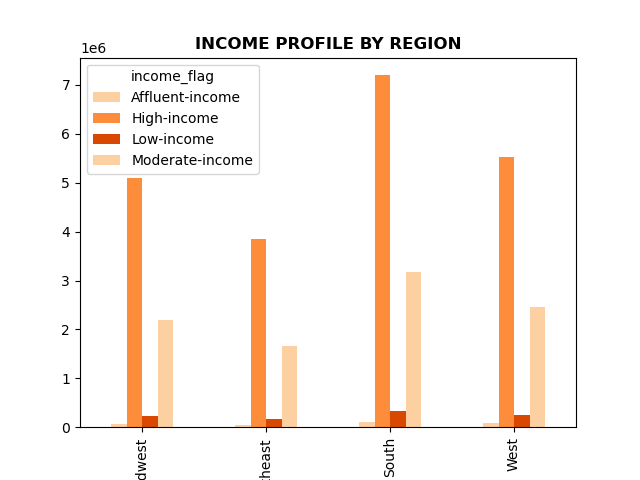 INCOME PROFILE BY REGION
1e6
7
6
5
4
3
2
1
0
income_flag
Affluent-income
High-income
Low-income
Moderate-income
dwest
heast
South
West